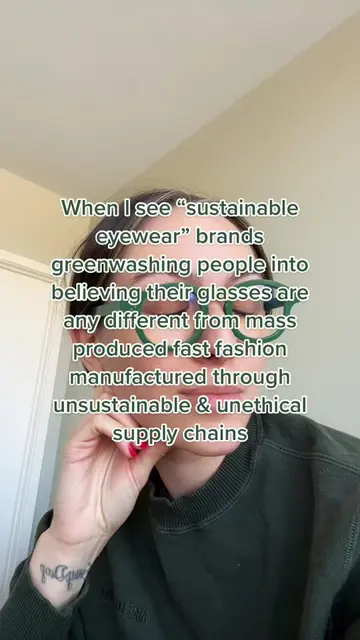 When I see “sustainable
eyewear” brands
greenwashing people into
believing their glasses are
any different from mass
produced fast fashion
manufactured through
unsustainable & unethical
supply chains